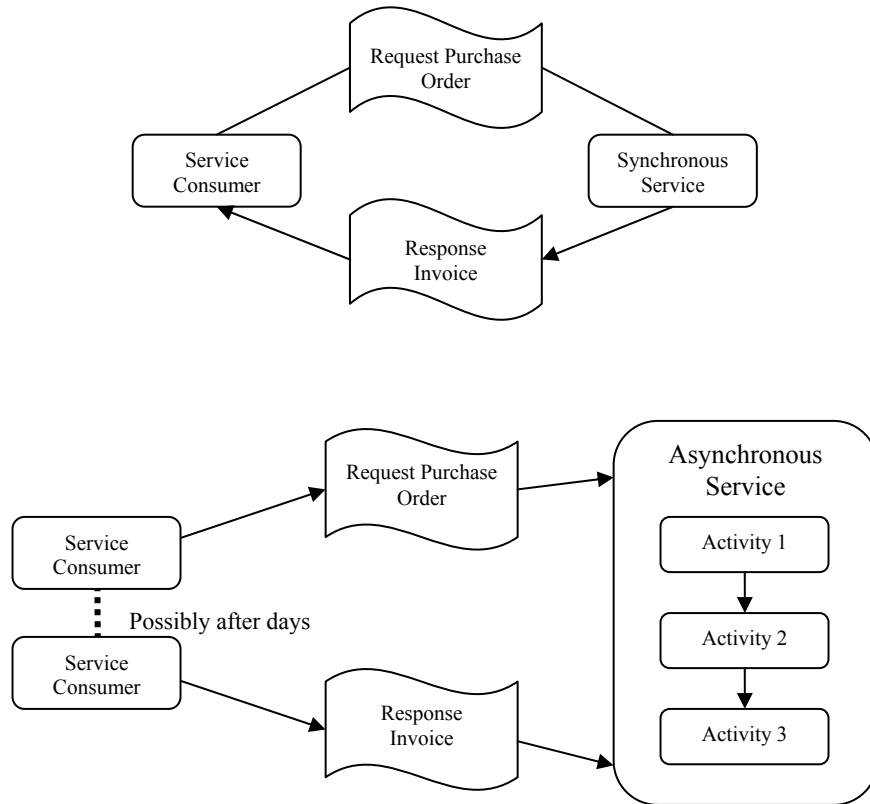 Request Purchase
Order
Service
Consumer
Synchronous
Service
Response
Invoice
Asynchronous
Service
Request Purchase
Order
Activity 1
Service
Consumer
Possibly after days
Activity 2
Service
Consumer
Response
Invoice
Activity 3